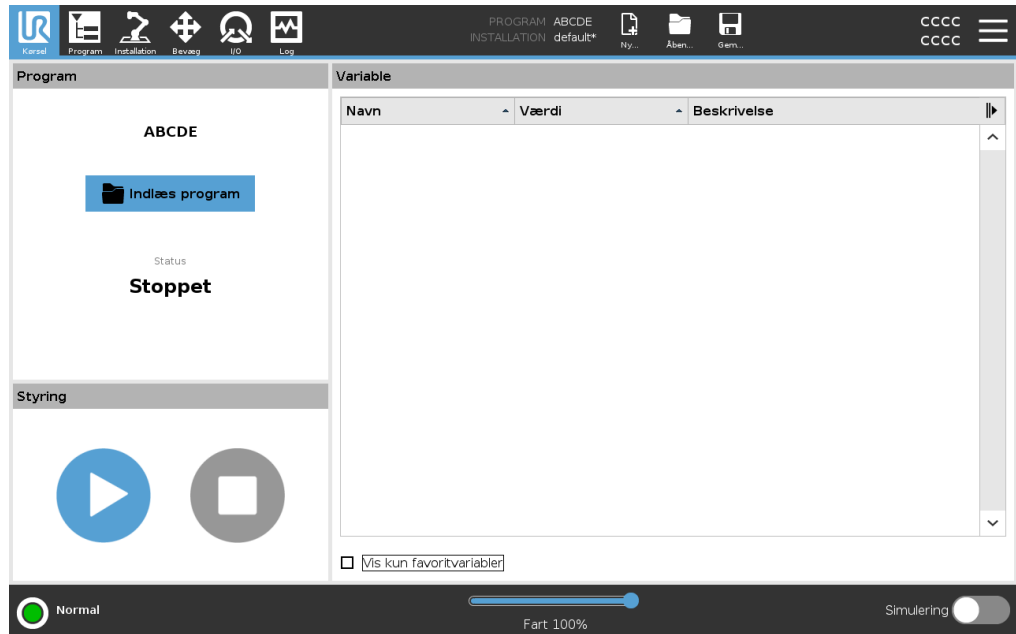 PROGRAM ABCDE
INSTALLATION default*
CCCC
CCCC
UR
Kørsel Program Installation Bevæg I/O Log
Ny... Åben... Gem...
Program
ABCDE
Indlæs program
Status
Stoppet
Styring
Variable
Navn Værdi Beskrivelse
Vis kun favoritvariabler
Normal
Fart 100%
Simulering